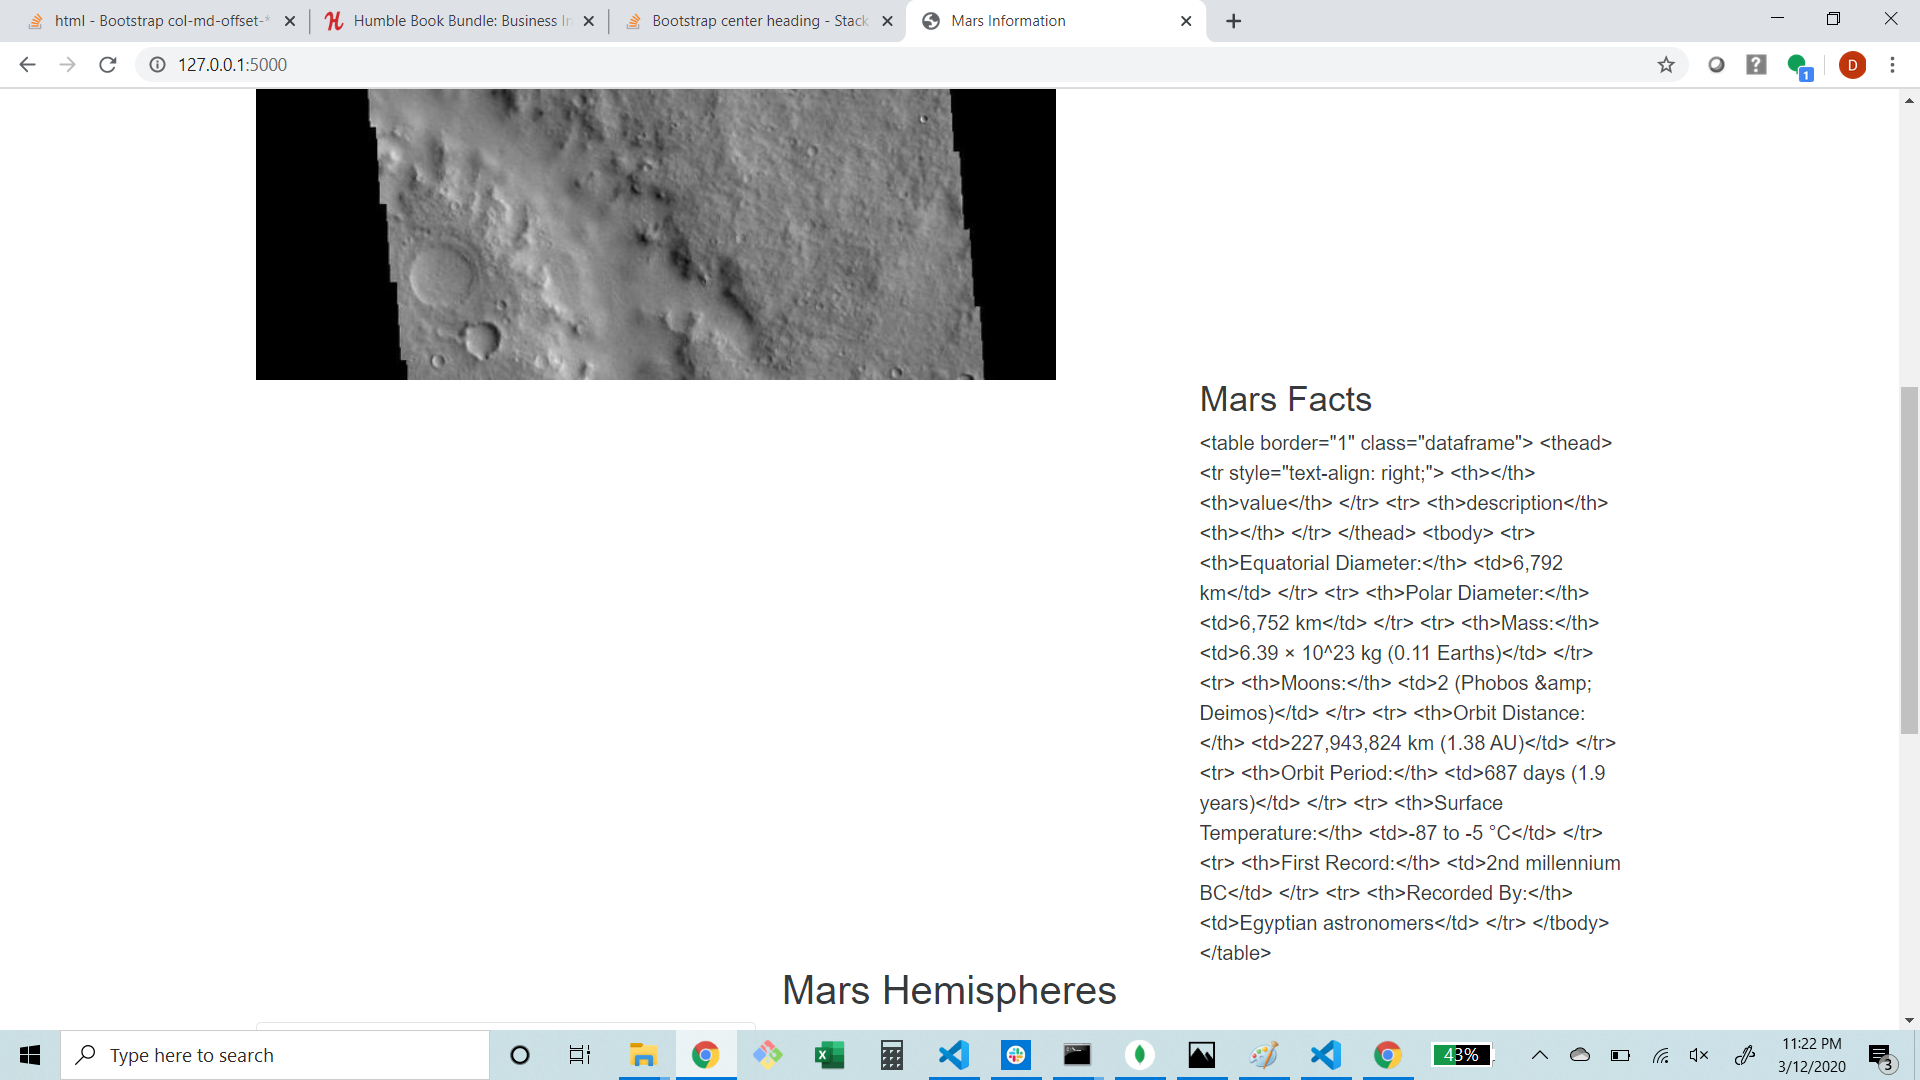 html - Bootstrap col-md-offset-*
Humble Book Bundle: Business In
Bootstrap center heading - Stack
Mars Information
127.0.0.1:5000
D
1
Mars Facts
<table border="1" class="dataframe"> <thead>
<tr style="text-align: right;"> <th></th>
<th>value</th> </tr> <tr> <th>description</th>
<th></th> </tr> </thead> <tbody> <tr>
<th>Equatorial Diameter:</th> <td>6,792
km</td> </tr> <tr> <th>Polar Diameter:</th>
<td>6,752 km</td> </tr> <tr> <th>Mass:</th>
<td>6.39 × 10^23 kg (0.11 Earths)</td> </tr>
<tr> <th>Moons:</th> <td>2 (Phobos &amp;
Deimos)</td> </tr> <tr> <th>Orbit Distance:
</th> <td>227,943,824 km (1.38 AU)</td> </tr>
<tr> <th>Orbit Period:</th> <td>687 days (1.9
years)</td> </tr> <tr> <th>Surface
Temperature:</th> <td>-87 to -5 °C</td> </tr>
<tr> <th>First Record:</th> <td>2nd millennium
BC</td> </tr> <tr> <th>Recorded By:</th>
<td>Egyptian astronomers</td> </tr> </tbody>
</table>
Mars Hemispheres
Type here to search
43%
11:22 PM
3/12/2020
3